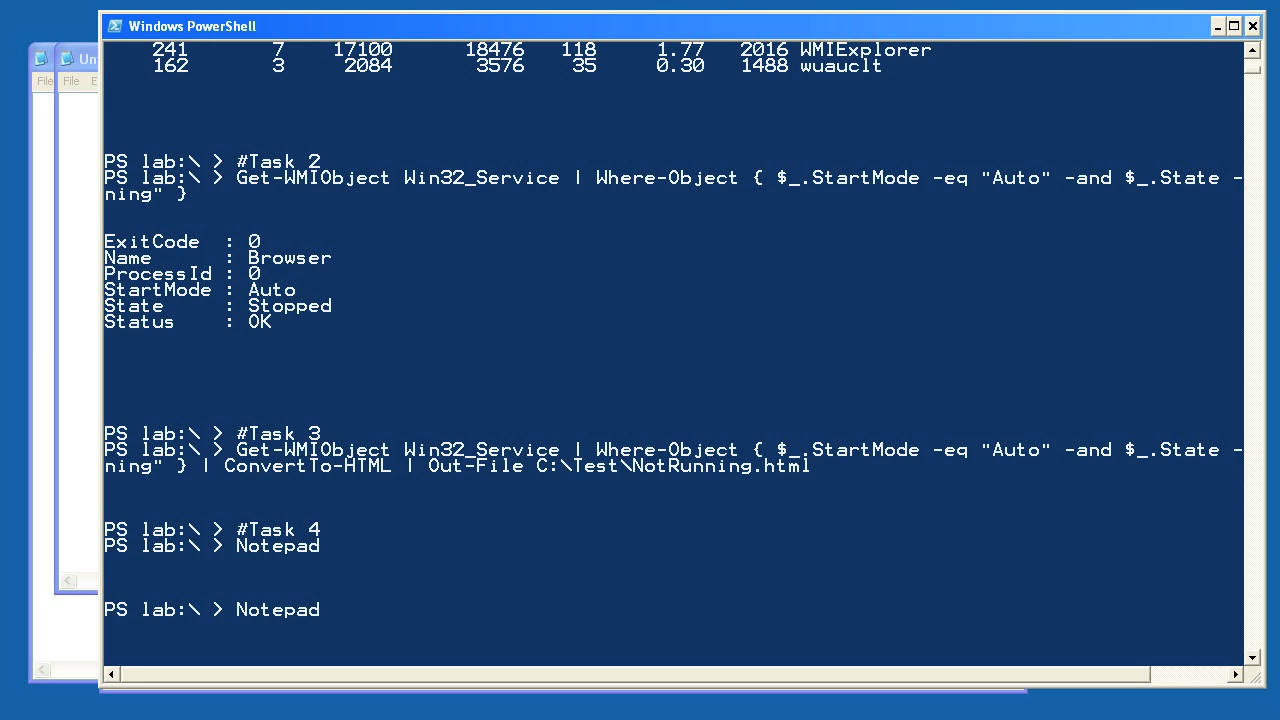 Windows PowerShell
Un
File
File E
241 7 17100 18476 118 1.77 2016 WMIExplorer
162 3 2084 3576 35 0.30 1488 wuauclt
PS lab:\ > #Task 2
PS lab:\ > Get-WMIObject Win32_Service | Where-Object { $_.StartMode -eq "Auto" -and $_.State -
ning" }
ExitCode : 0
Name : Browser
ProcessId : 0
StartMode : Auto
State : Stopped
Status : OK
PS lab:\ > #Task 3
PS lab:\ > Get-WMIObject Win32_Service | Where-Object { $_.StartMode -eq "Auto" -and $_.State -
ning" } | ConvertTo-HTML | Out-File C:\Test\NotRunning.html
PS lab:\ > #Task 4
PS lab:\ > Notepad
PS lab:\ > Notepad